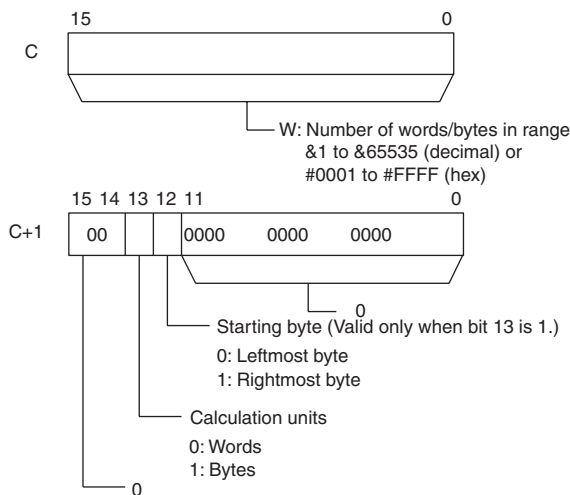 15 0
C
W: Number of words/bytes in range
&1 to &65535 (decimal) or
#0001 to #FFFF (hex)
15 14 13 12 11 0
C+1 00 0000 0000 0000
0
Starting byte (Valid only when bit 13 is 1.)
0: Leftmost byte
1: Rightmost byte
Calculation units
0: Words
1: Bytes
0